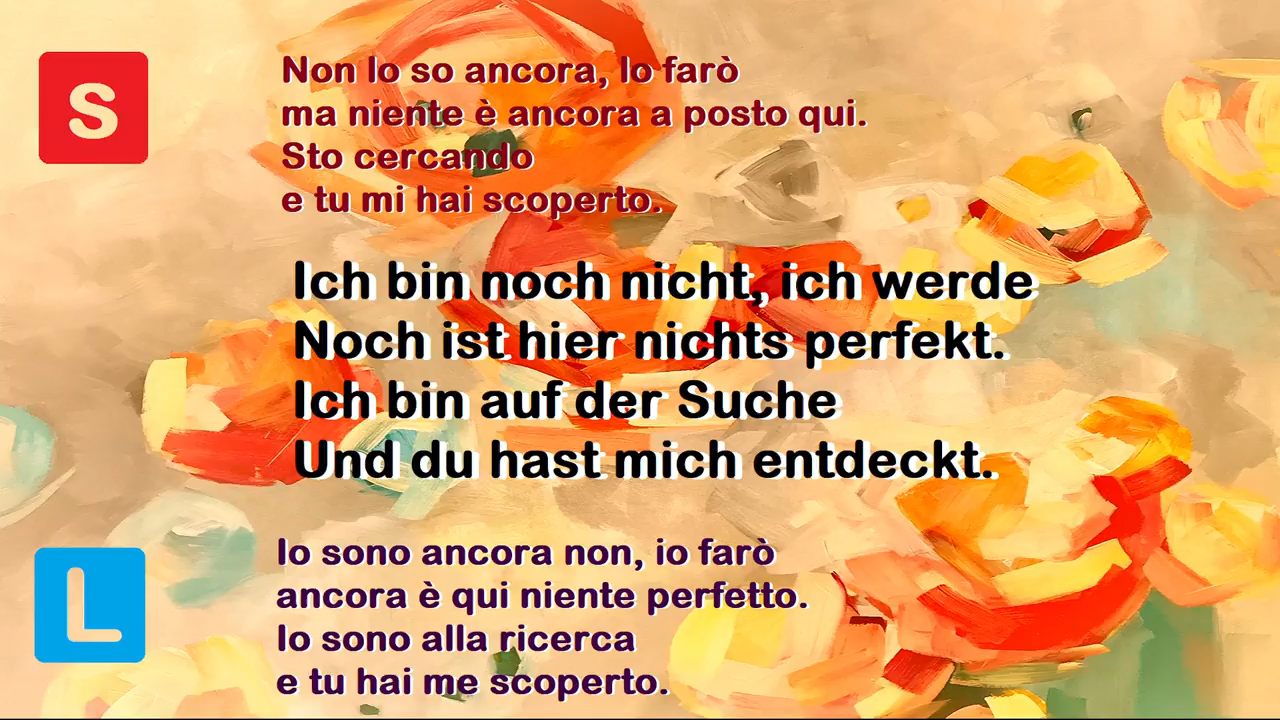 S
Non lo so ancora, lo farò
ma niente è ancora a posto qui.
Sto cercando
e tu mi hai scoperto.
Ich bin noch nicht, ich werde
Noch ist hier nichts perfekt.
Ich bin auf der Suche
Und du hast mich entdeckt.
L
Io sono ancora non, io farò
ancora è qui niente perfetto.
Io sono alla ricerca
e tu hai me scoperto.